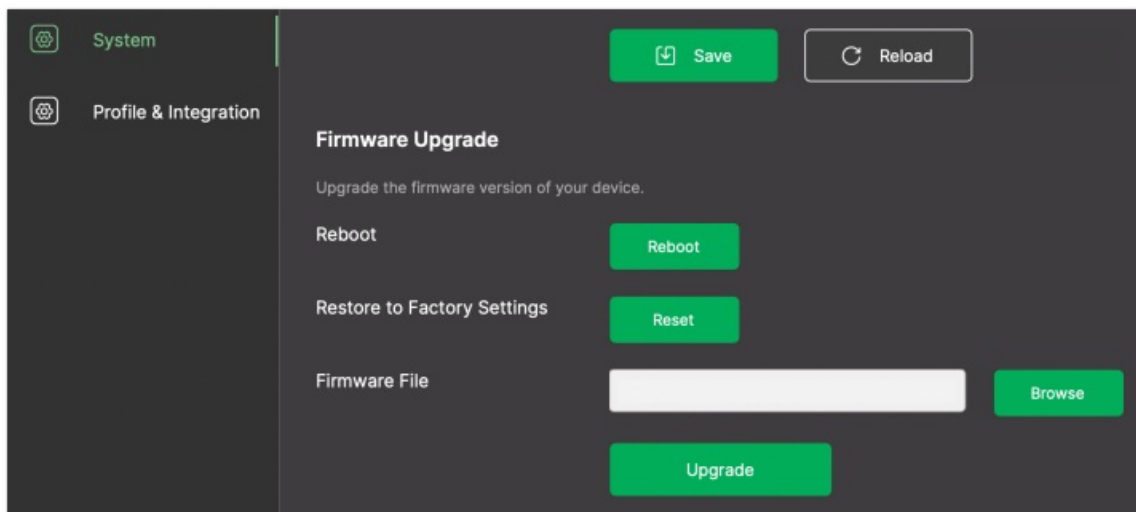 System
Save
Reload
Profile & Integration
Firmware Upgrade
Upgrade the firmware version of your device.
Reboot
Reboot
Restore to Factory Settings
Reset
Firmware File
Browse
Upgrade